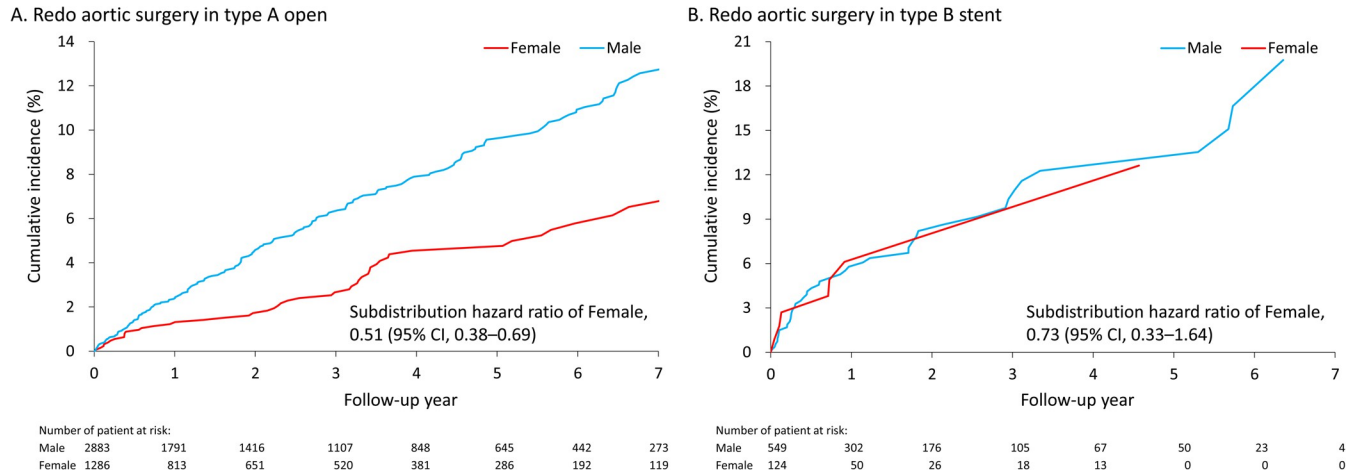 A. Redo aortic surgery in type A open
14
12
10
8
6
4
2
0
Cumulative incidence (%)
Female Male
Subdistribution hazard ratio of Female,
0.51 (95% CI, 0.38–0.69)
0 1 2 3 4 5 6 7
Follow-up year
Number of patient at risk:
Male 2883 1791 1416 1107 848 645 442 273
Female 1286 813 651 520 381 286 192 119
B. Redo aortic surgery in type B stent
21
18
15
12
9
6
3
0
Cumulative incidence (%)
Male Female
Subdistribution hazard ratio of Female,
0.73 (95% CI, 0.33–1.64)
0 1 2 3 4 5 6 7
Follow-up year
Number of patient at risk:
Male 549 302 176 105 67 50 23 4
Female 124 50 26 18 13 0 0 0